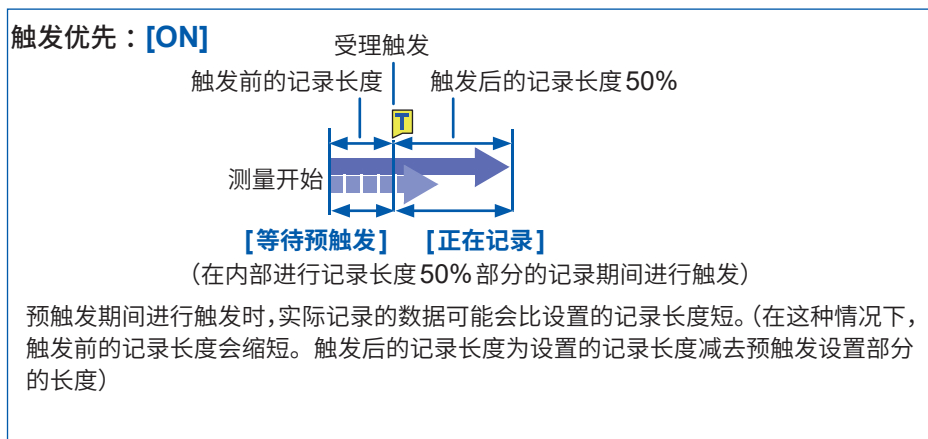 触发优先：[ON]
受理触发
触发前的记录长度
触发后的记录长度50%
T
测量开始
[等待预触发]
[正在记录]
（在内部进行记录长度50%部分的记录期间进行触发）
预触发期间进行触发时，实际记录的数据可能会比设置的记录长度短。（在这种情况下，
触发前的记录长度会缩短。触发后的记录长度为设置的记录长度减去预触发设置部分
的长度）